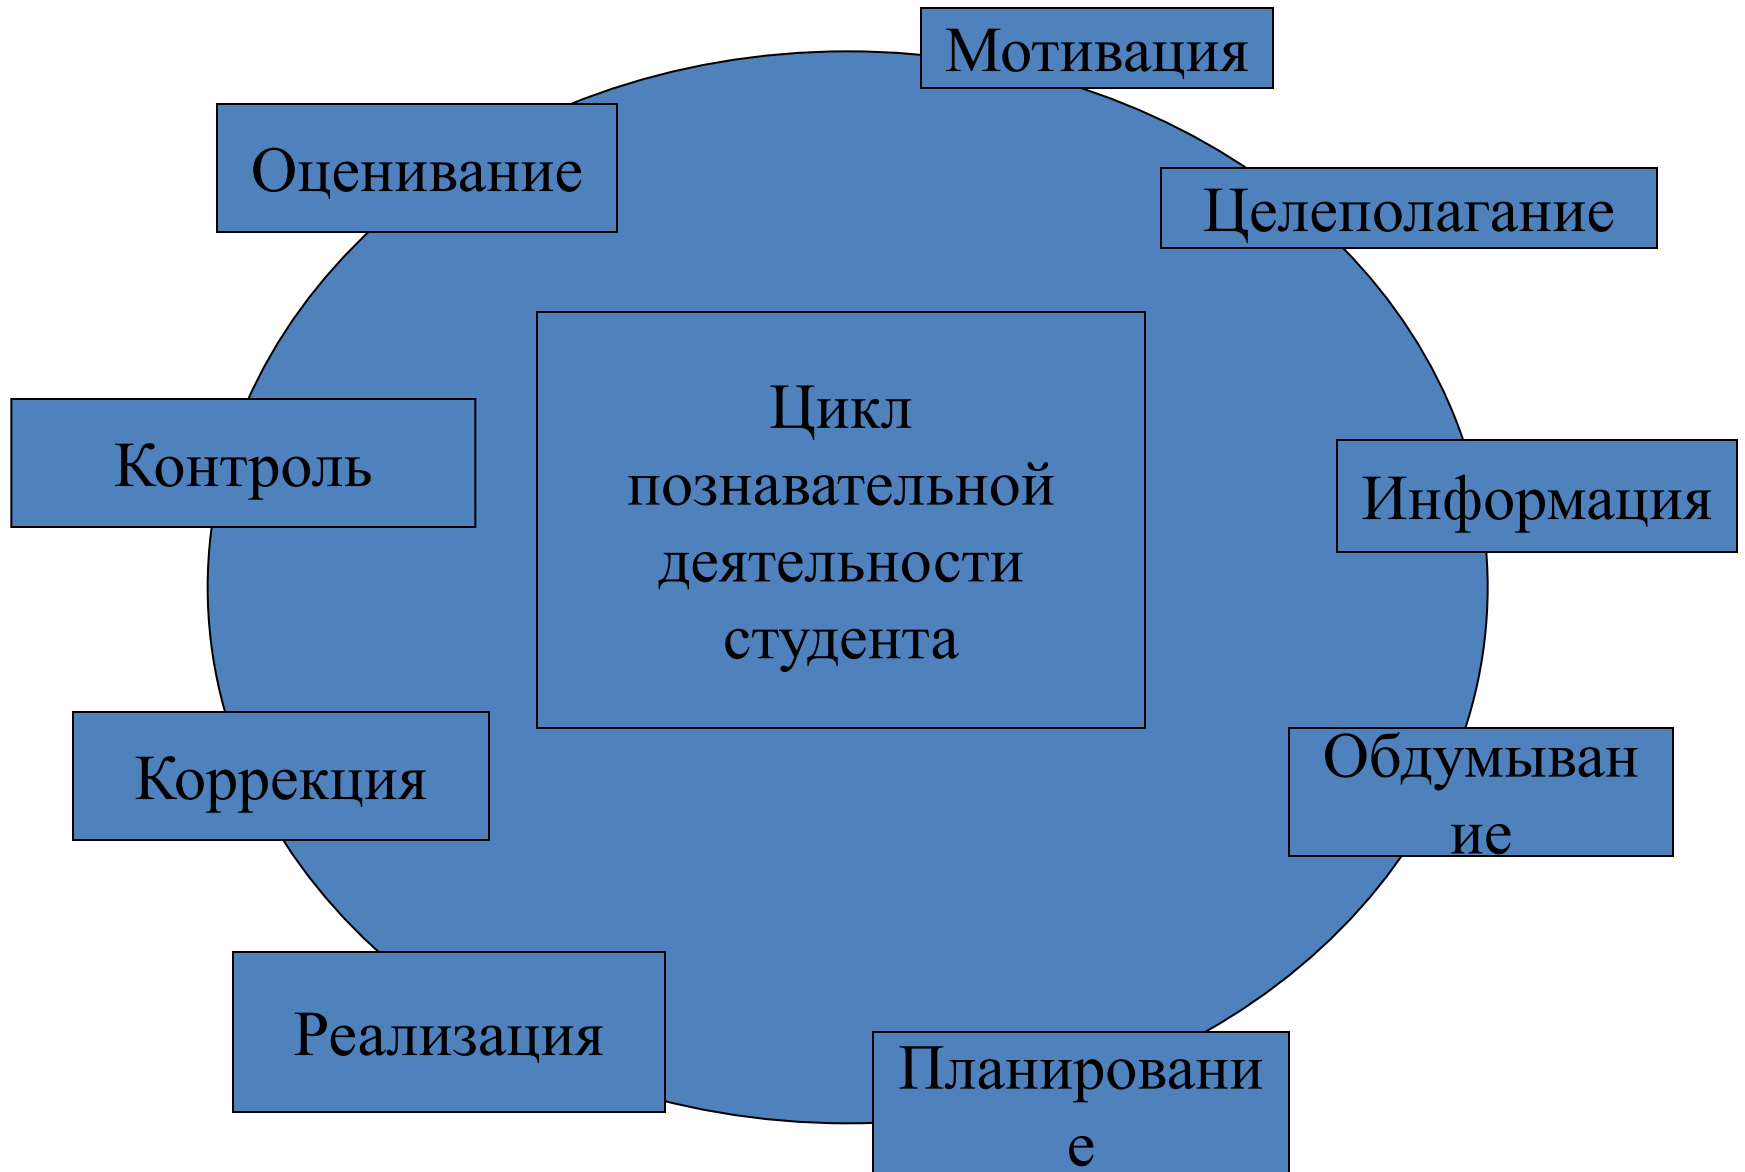 Мотивация
Оценивание
Целеполагание
Цикл
познавательной
деятельности
студента
Контроль
Информация
Коррекция
Обдумыван
ие
Реализация
Планировани
е